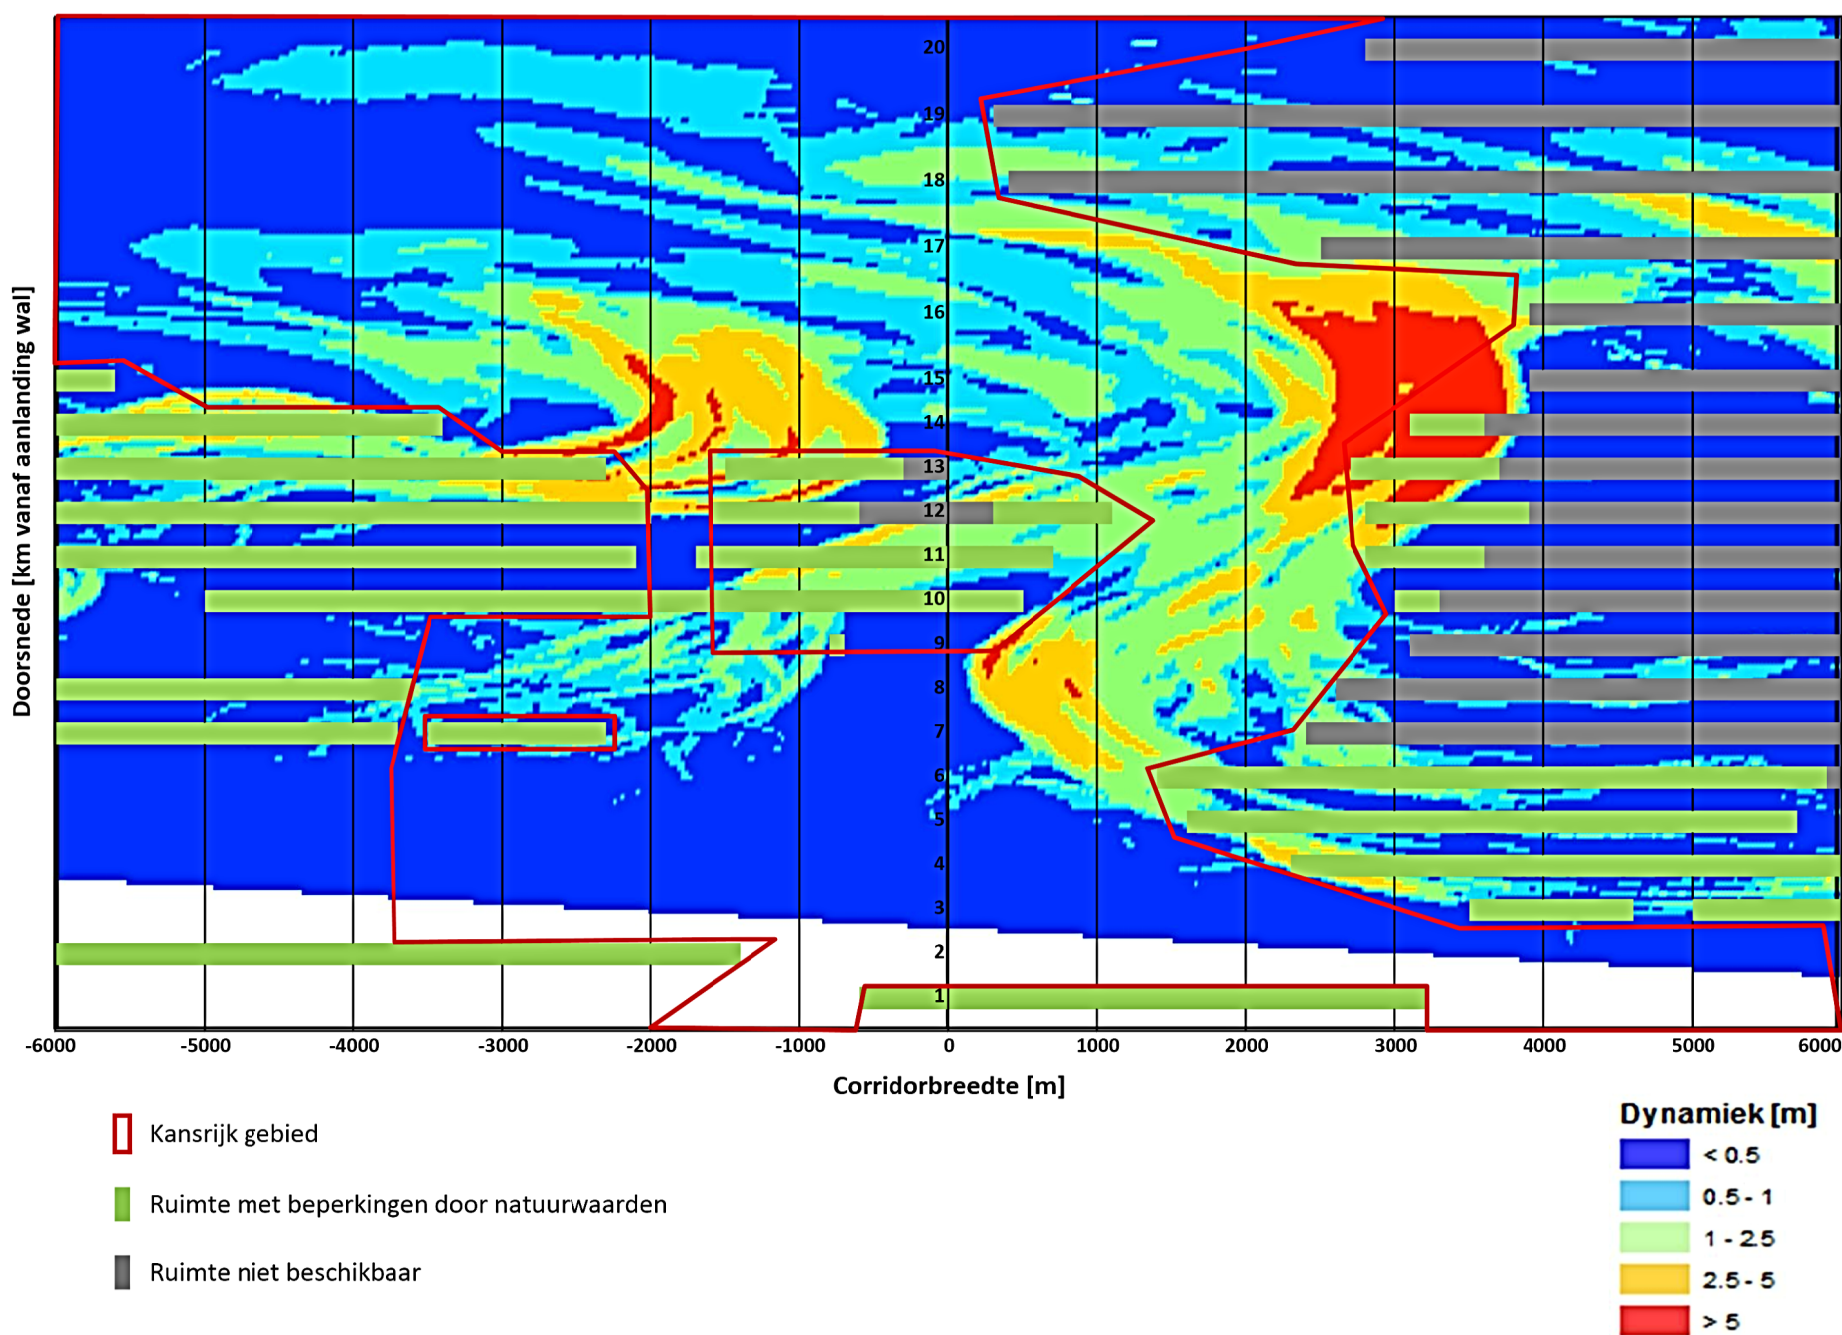 Doorsnede [km vanaf aanlanding wal]
20
19
18
17
16
15
14
13
12
11
10
9
8
7
6
5
4
3
2
1
-6000 -5000 -4000 -3000 -2000 -1000 0 1000 2000 3000 4000 5000 6000
Corridorbreedte [m]
Kansrijk gebied
Ruimte met beperkingen door natuurwaarden
Ruimte niet beschikbaar
Dynamiek [m]
< 0.5
0.5 - 1
1 - 2.5
2.5 - 5
> 5